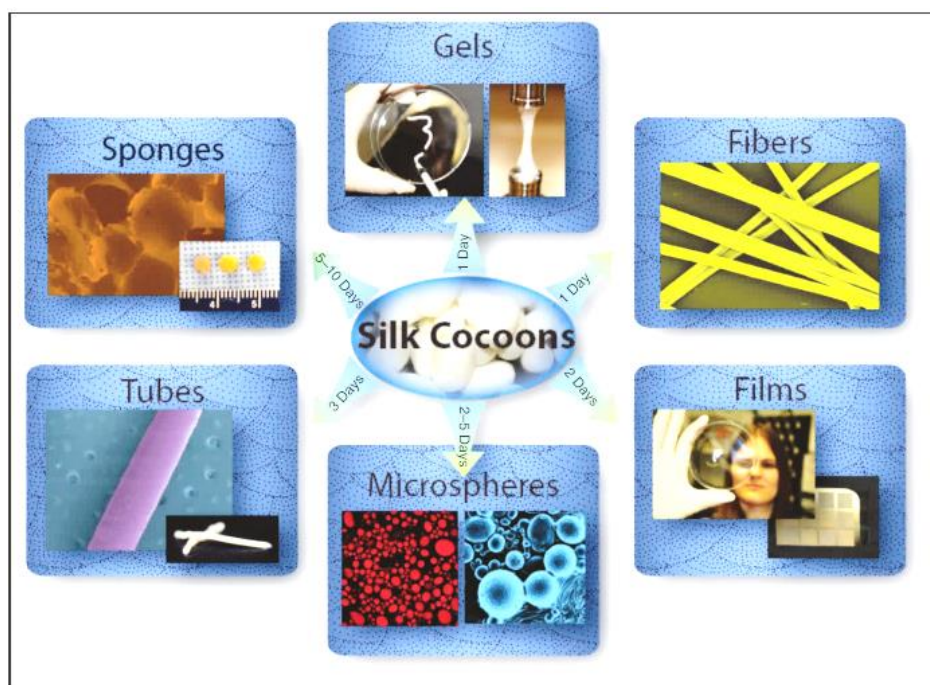 Gels
Sponges
Fibers
1 Day
5–10 Days
1 Day
4
5
Silk Cocoons
3 Days
2 Days
2–5 Days
Tubes
Films
Microspheres